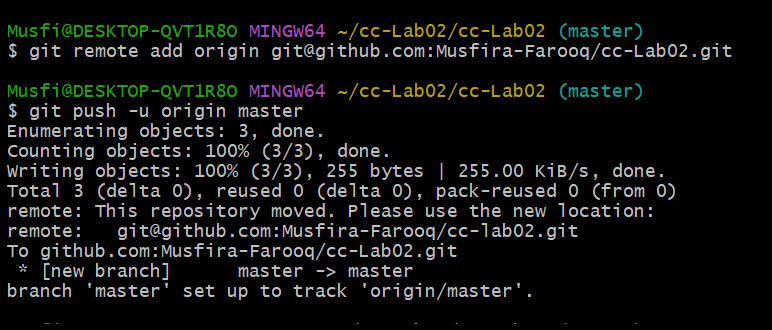 Musfi@DESKTOP-QVT1R8O MINGW64 ~/cc-Lab02/cc-Lab02 (master)
$ git remote add origin git@github.com:Musfira-Farooq/cc-Lab02.git
Musfi@DESKTOP-QVT1R8O MINGW64 ~/cc-Lab02/cc-Lab02 (master)
$ git push -u origin master
Enumerating objects: 3, done.
Counting objects: 100% (3/3), done.
Writing objects: 100% (3/3), 255 bytes | 255.00 KiB/s, done.
Total 3 (delta 0), reused 0 (delta 0), pack-reused 0 (from 0)
remote: This repository moved. Please use the new location:
remote:   git@github.com:Musfira-Farooq/cc-lab02.git
To github.com:Musfira-Farooq/cc-Lab02.git
 * [new branch]      master -> master
branch 'master' set up to track 'origin/master'.